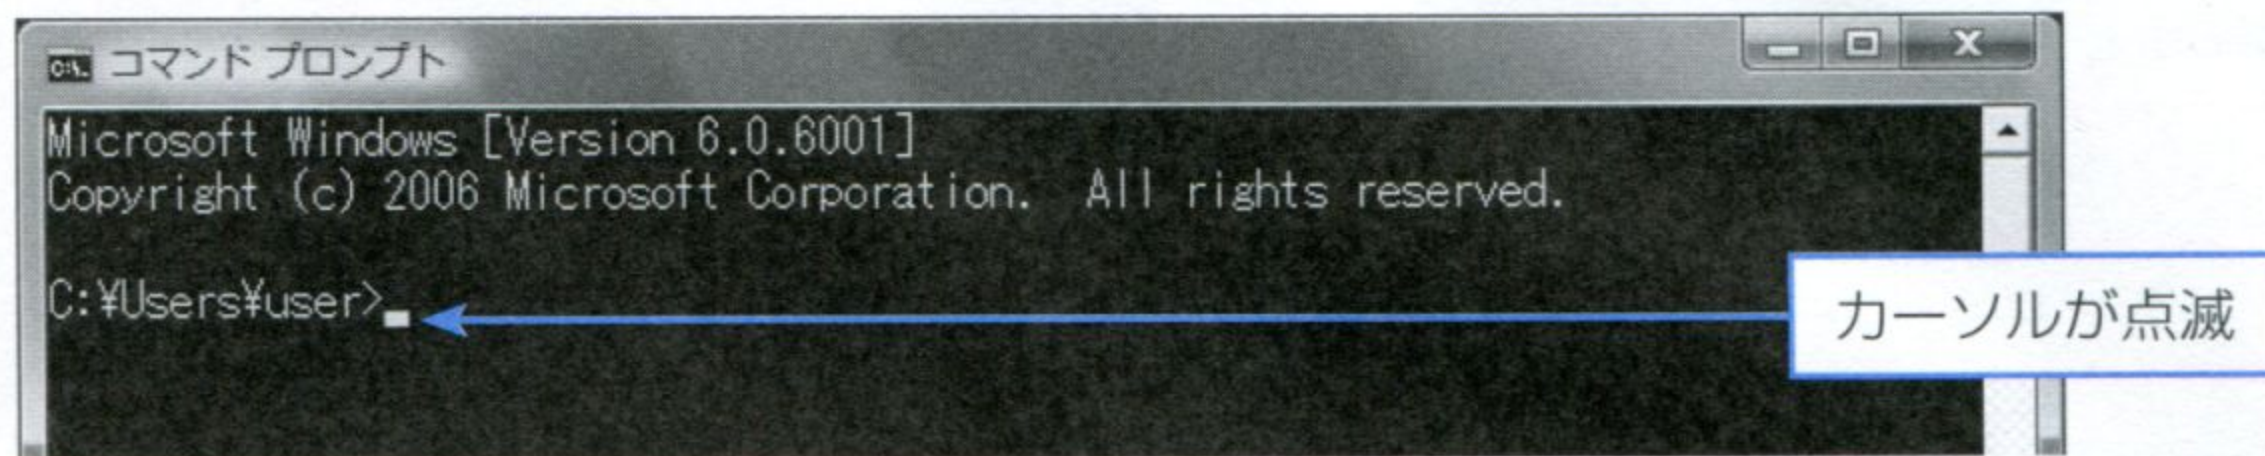 コマンド プロンプト
Microsoft Windows [Version 6.0.6001]
Copyright (c) 2006 Microsoft Corporation.  All rights reserved.
C:¥Users¥user>
カーソルが点滅